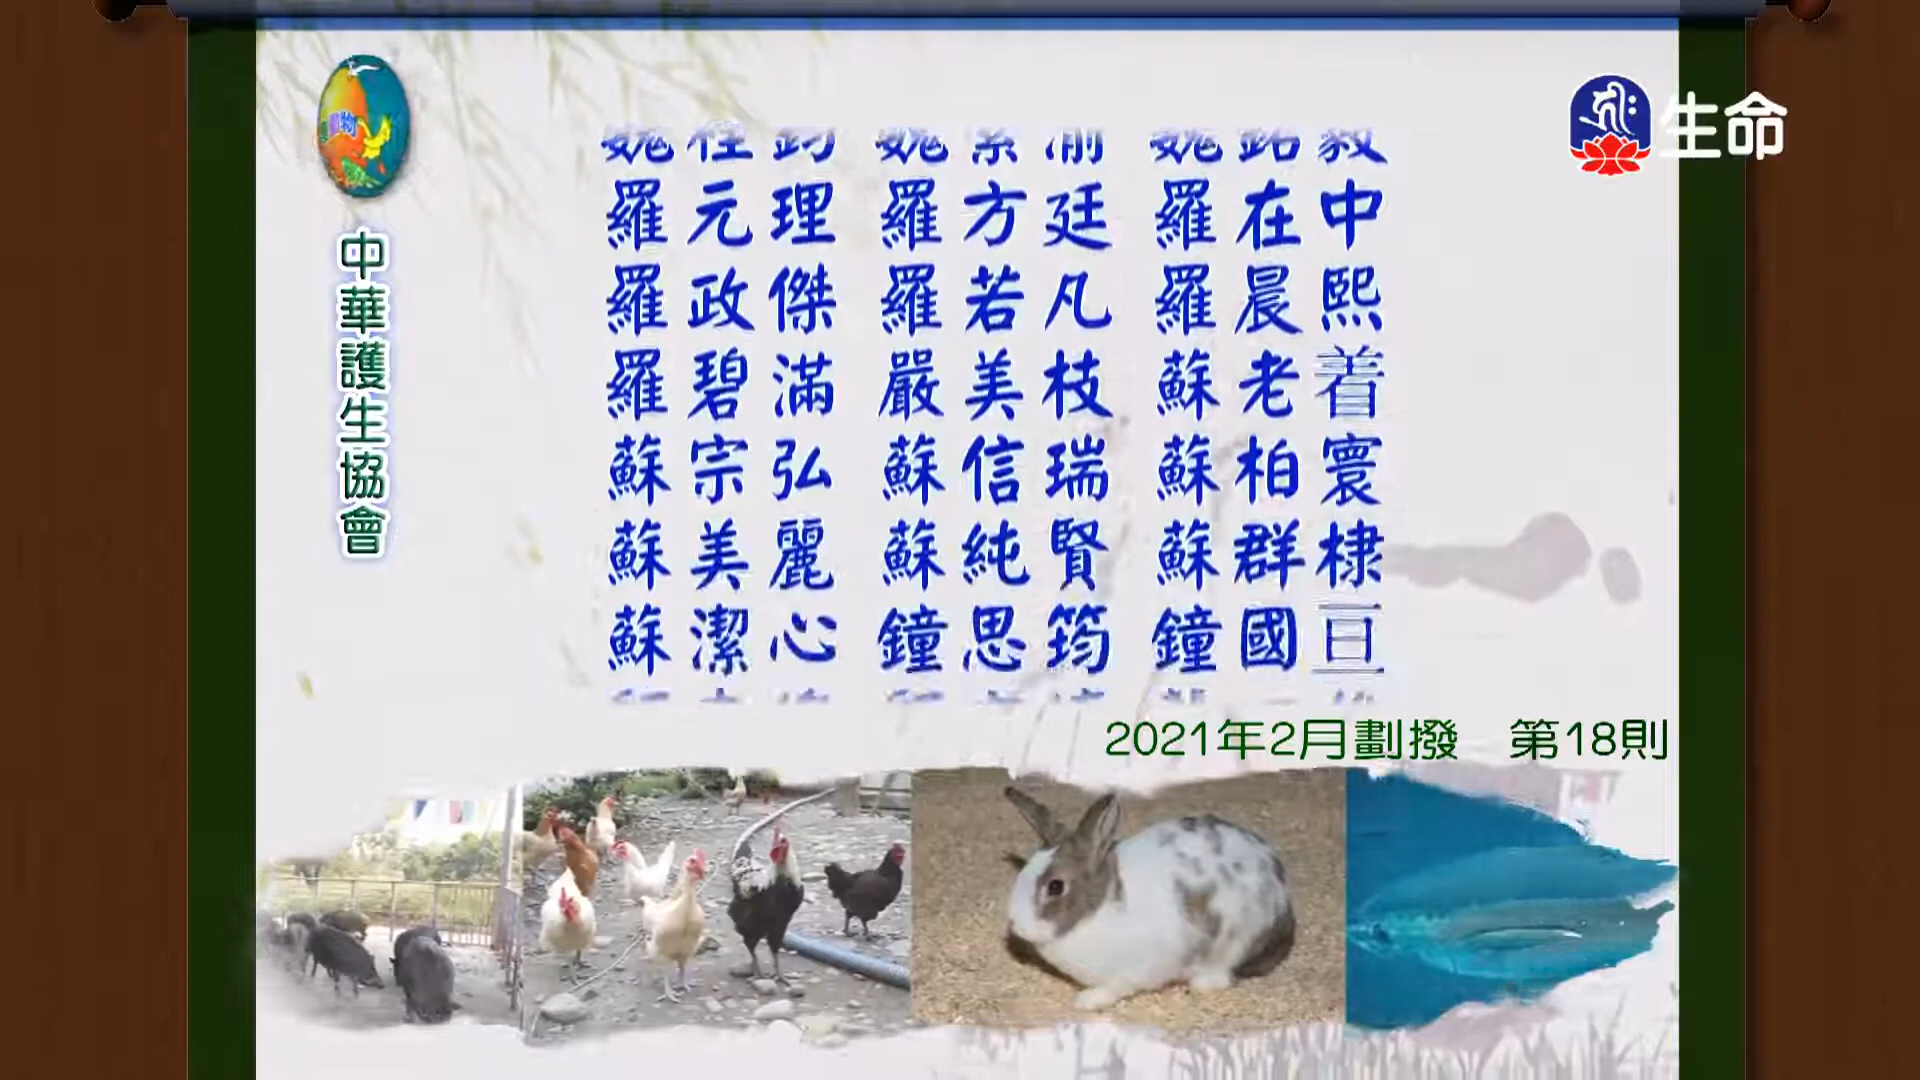 生命
動物
中華護生協會
羅元理 羅方廷 羅在中
羅政傑 羅若凡 羅晨熙
羅碧滿 嚴美枝 蘇老着
蘇宗弘 蘇信瑞 蘇柏寰
蘇美麗 蘇純賢 蘇群棣
蘇潔心 鐘思筠 鐘國亘
2021年2月劃撥 第18則